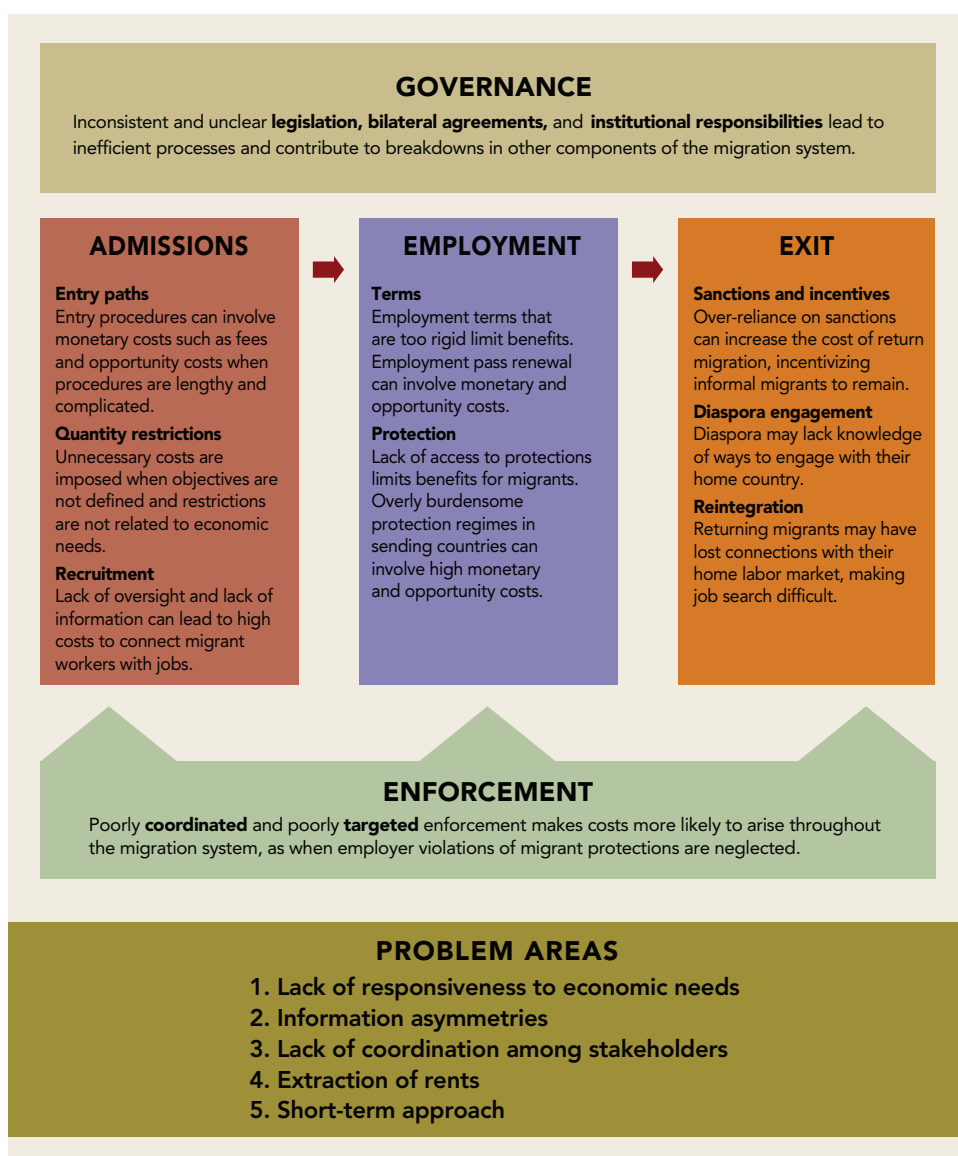 GOVERNANCE
Inconsistent and unclear legislation, bilateral agreements, and institutional responsibilities lead to
inefficient processes and contribute to breakdowns in other components of the migration system.
ADMISSIONS
Entry paths
Entry procedures can involve
monetary costs such as fees
and opportunity costs when
procedures are lengthy and
complicated.
Quantity restrictions
Unnecessary costs are
imposed when objectives are
not defined and restrictions
are not related to economic
needs.
Recruitment
Lack of oversight and lack of
information can lead to high
costs to connect migrant
workers with jobs.
EMPLOYMENT
Terms
Employment terms that
are too rigid limit benefits.
Employment pass renewal
can involve monetary and
opportunity costs.
Protection
Lack of access to protections
limits benefits for migrants.
Overly burdensome
protection regimes in
sending countries can
involve high monetary
and opportunity costs.
EXIT
Sanctions and incentives
Over-reliance on sanctions
can increase the cost of return
migration, incentivizing
informal migrants to remain.
Diaspora engagement
Diaspora may lack knowledge
of ways to engage with their
home country.
Reintegration
Returning migrants may have
lost connections with their
home labor market, making
job search difficult.
ENFORCEMENT
Poorly coordinated and poorly targeted enforcement makes costs more likely to arise throughout
the migration system, as when employer violations of migrant protections are neglected.
PROBLEM AREAS
1. Lack of responsiveness to economic needs
2. Information asymmetries
3. Lack of coordination among stakeholders
4. Extraction of rents
5. Short-term approach